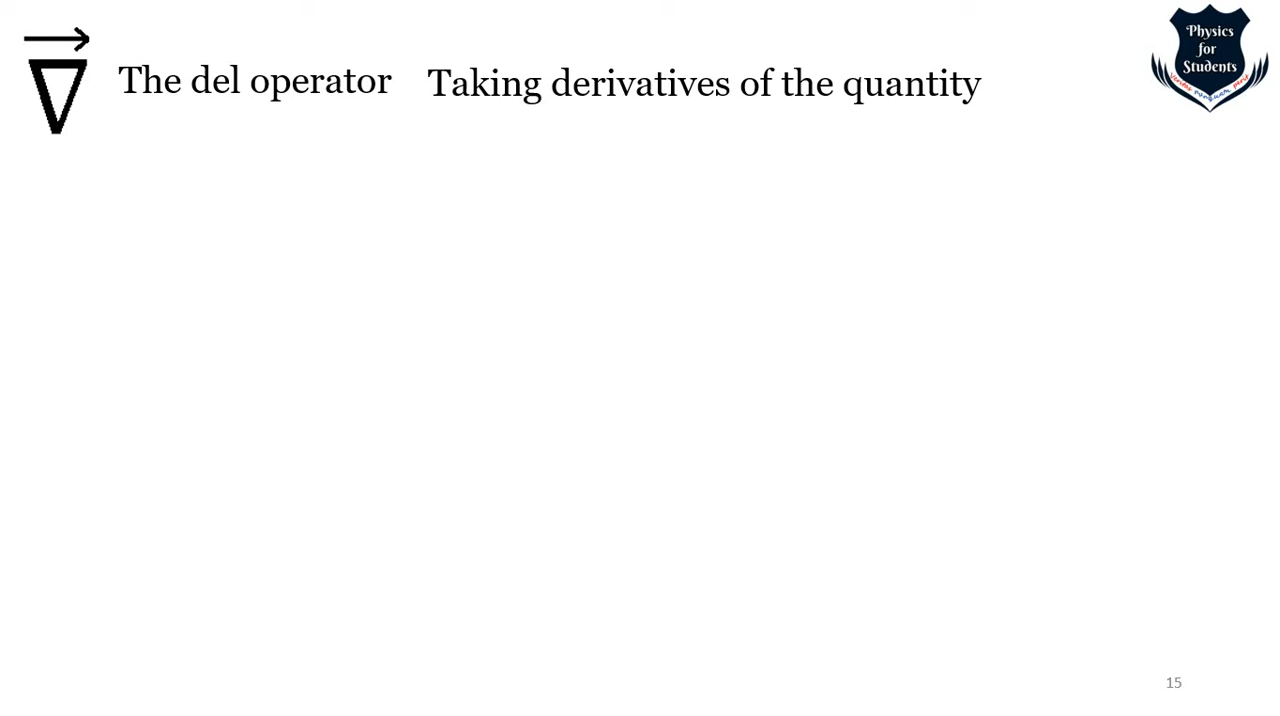 ∇ The del operator Taking derivatives of the quantity
Physics
for
Students
15